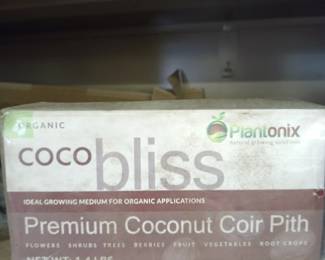 ORGANIC
Plantonix
natural growing solutions
COCO bliss
IDEAL GROWING MEDIUM FOR ORGANIC APPLICATIONS
Premium Coconut Coir Pith
FLOWERS SHRUBS TREES BERRIES FRUIT VEGETABLES ROOT CROPS